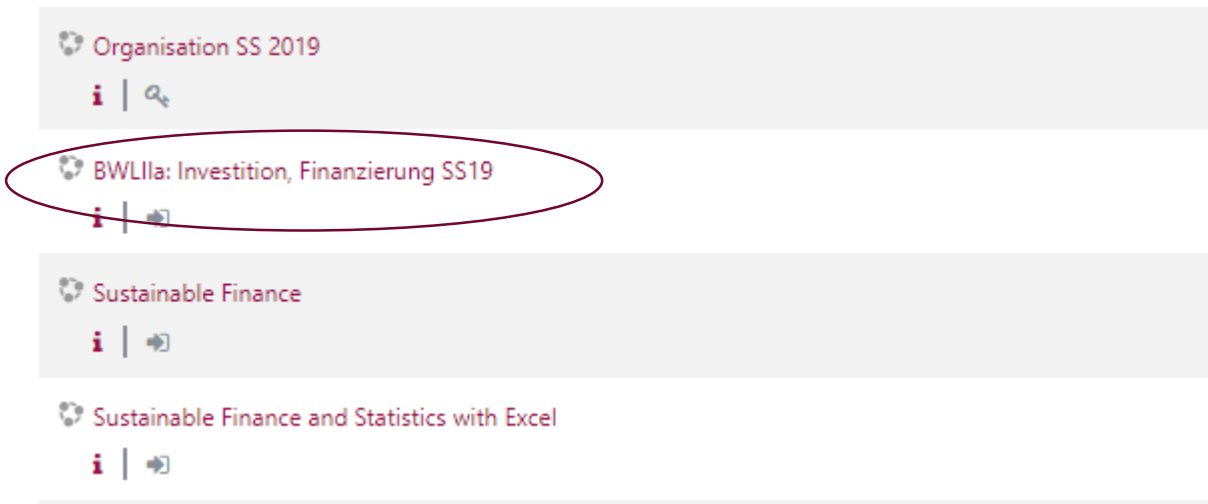 Organisation SS 2019
BWLIIa: Investition, Finanzierung SS19
Sustainable Finance
Sustainable Finance and Statistics with Excel